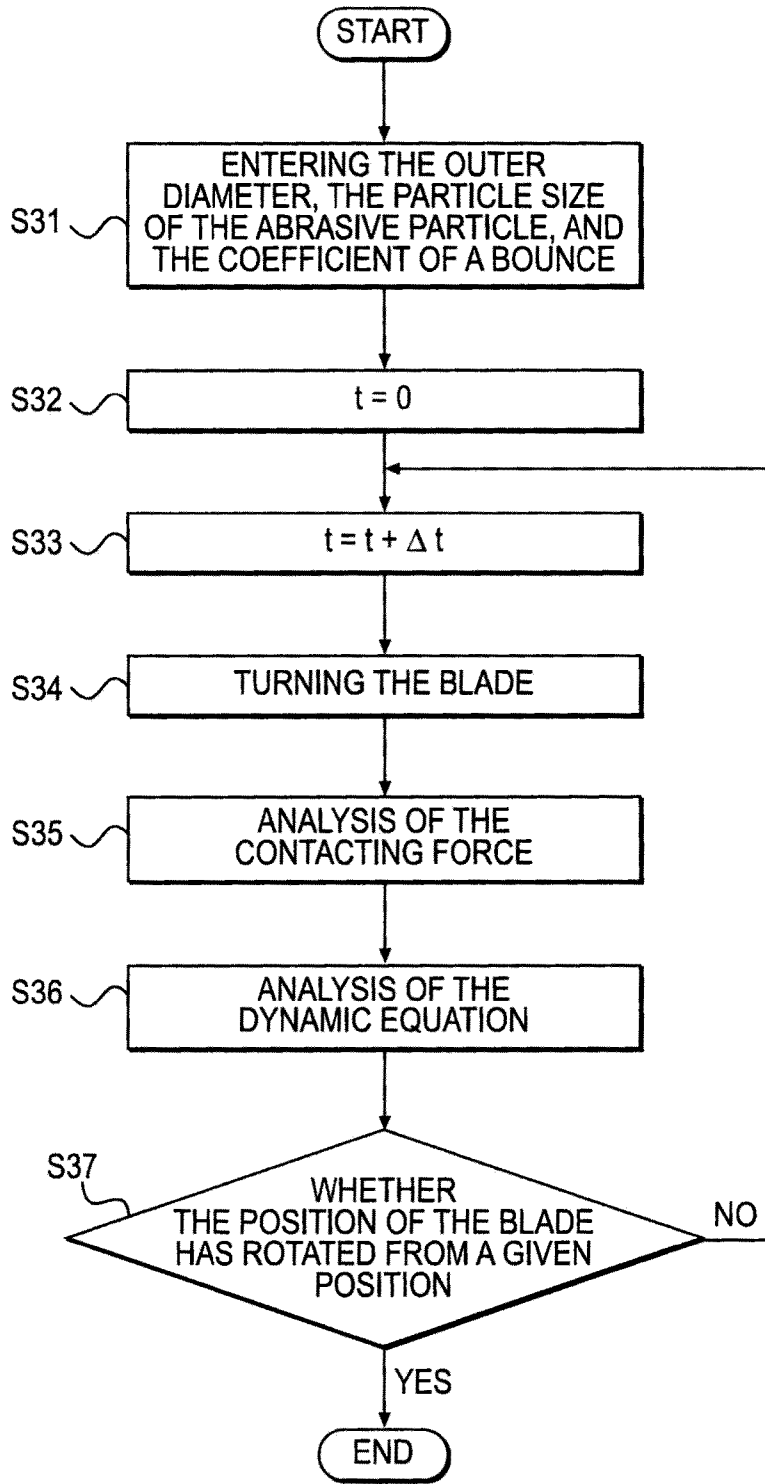 START
ENTERING THE OUTER
DIAMETER, THE PARTICLE SIZE
OF THE ABRASIVE PARTICLE, AND
THE COEFFICIENT OF A BOUNCE
S31
S32
t = 0
S33
t = t + Δ t
S34
TURNING THE BLADE
S35
ANALYSIS OF THE
CONTACTING FORCE
S36
ANALYSIS OF THE
DYNAMIC EQUATION
S37
WHETHER
THE POSITION OF THE BLADE
HAS ROTATED FROM A GIVEN
POSITION
NO
YES
END